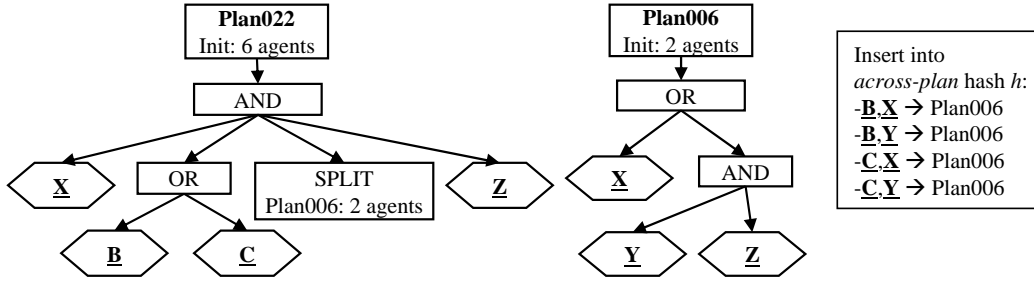 Plan022
Init: 6 agents
AND
X
OR
SPLIT
Plan006: 2 agents
Z
B
C
Plan006
Init: 2 agents
OR
X
AND
Y
Z
Insert into
across-plan hash h:
-B,X → Plan006
-B,Y → Plan006
-C,X → Plan006
-C,Y → Plan006